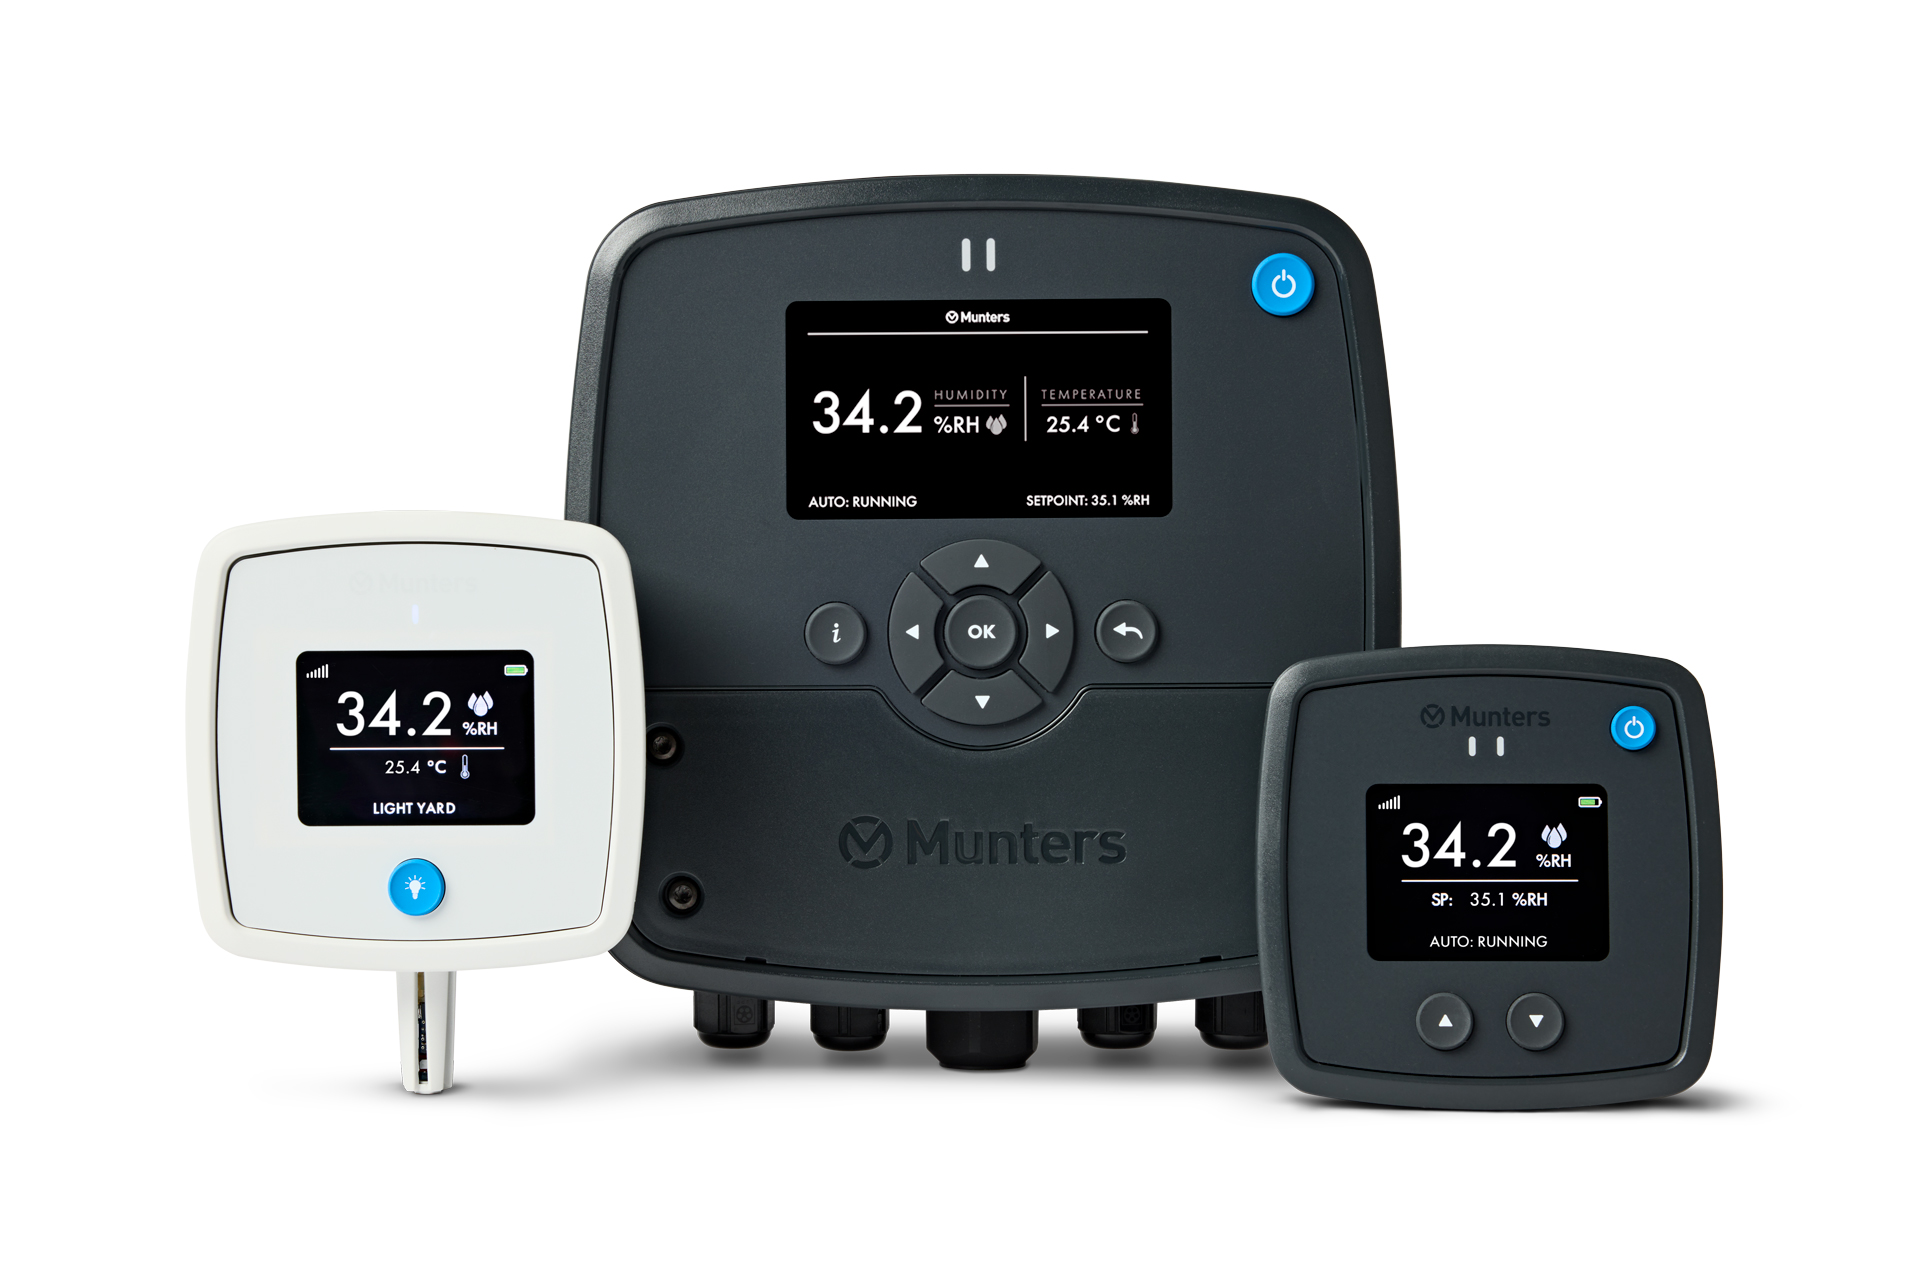 Munters
34.2 HUMIDITY %RH
TEMPERATURE 25.4 °C
AUTO: RUNNING
SETPOINT: 35.1 %RH
i
OK
Munters
Munters
34.2 %RH
25.4 °C
LIGHT YARD
Munters
34.2 %RH
SP: 35.1 %RH
AUTO: RUNNING